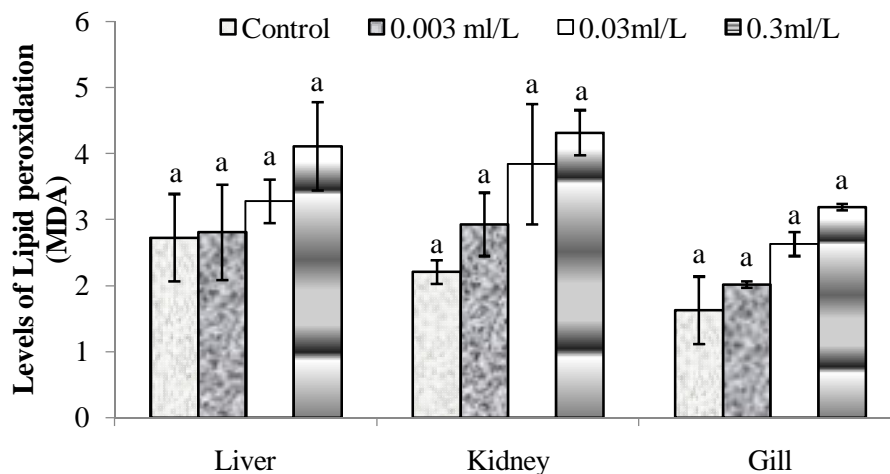 Control 0.003 ml/L 0.03ml/L 0.3ml/L
Levels of Lipid peroxidation
(MDA)
6
5
4
3
2
1
0
a a a a
a a a a
a a a a
Liver Kidney Gill